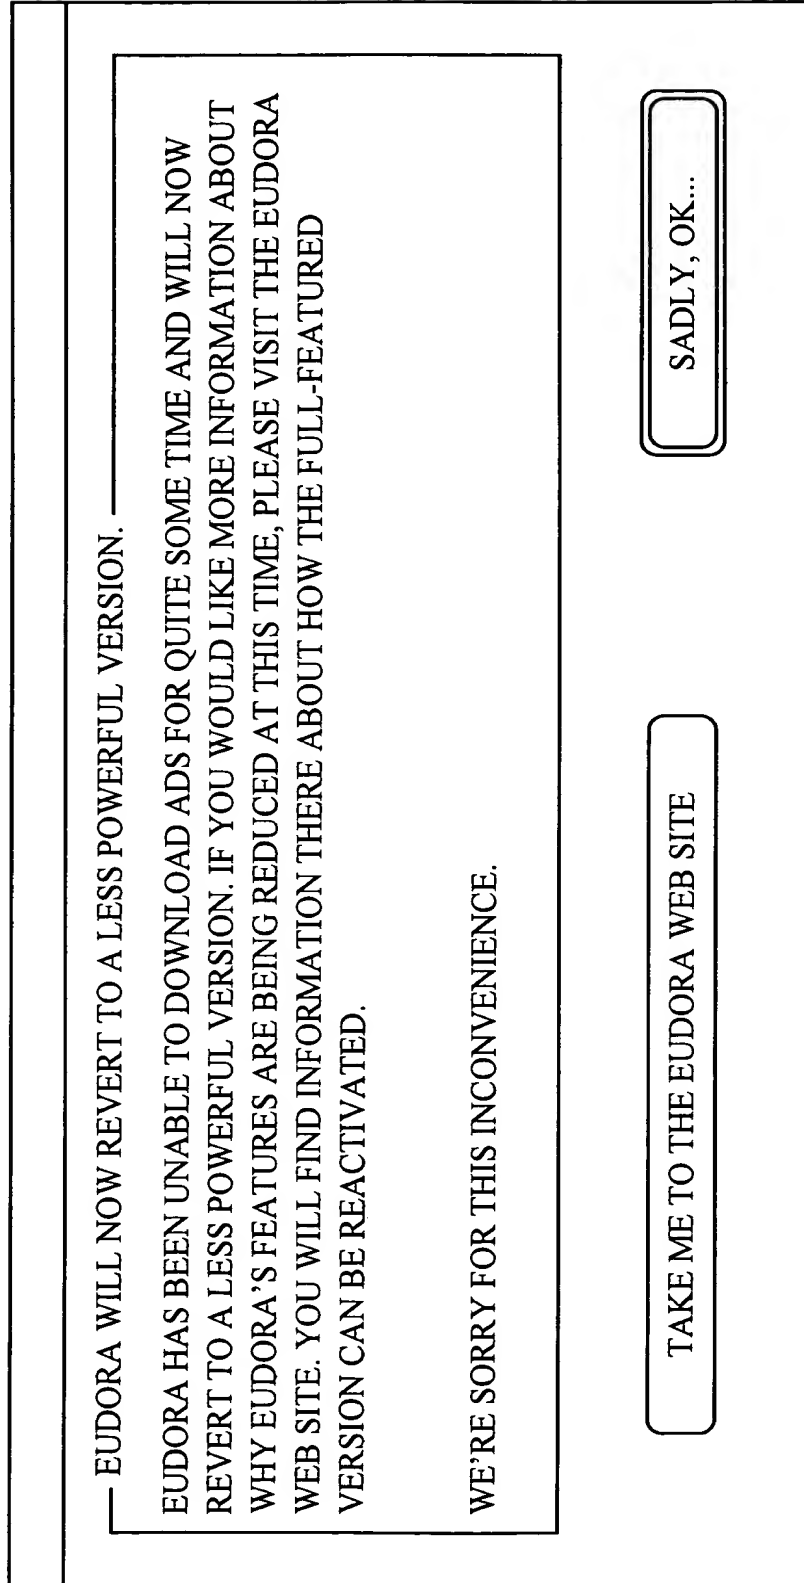 EUDORA WILL NOW REVERT TO A LESS POWERFUL VERSION.
EUDORA HAS BEEN UNABLE TO DOWNLOAD ADS FOR QUITE SOME TIME AND WILL NOW
REVERT TO A LESS POWERFUL VERSION. IF YOU WOULD LIKE MORE INFORMATION ABOUT
WHY EUDORA'S FEATURES ARE BEING REDUCED AT THIS TIME, PLEASE VISIT THE EUDORA
WEB SITE. YOU WILL FIND INFORMATION THERE ABOUT HOW THE FULL-FEATURED
VERSION CAN BE REACTIVATED.
WE'RE SORRY FOR THIS INCONVENIENCE.
TAKE ME TO THE EUDORA WEB SITE
SADLY, OK...